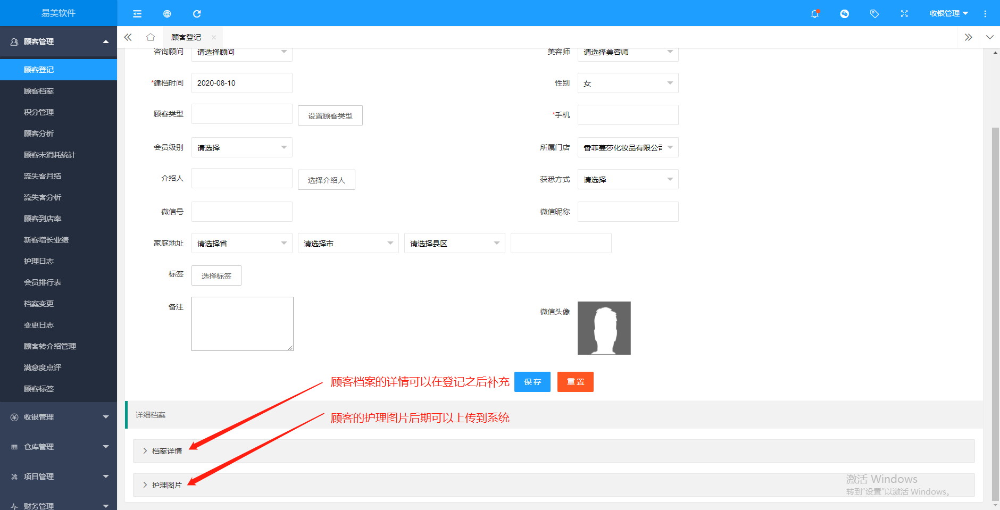 易美软件
收银管理
顾客管理
顾客登记
顾客档案
积分管理
顾客分析
顾客未消耗统计
流失客月结
流失客分析
顾客到店率
新客增长业绩
护理日志
会员排行表
档案变更
变更日志
顾客转介绍管理
满意度点评
顾客标签
收银管理
仓库管理
项目管理
财务管理
顾客登记
咨询顾问 请选择顾问 美容师 请选择美容师
*建档时间 2020-08-10 性别 女
顾客类型 设置顾客类型 *手机
会员级别 请选择 所属门店 香菲蔓莎化妆品有限公司
介绍人 选择介绍人 获悉方式 请选择
微信号 微信昵称
家庭地址 请选择省 请选择市 请选择县区
标签 选择标签
备注 微信头像
顾客档案的详情可以在登记之后补充 保存 重置
详细档案 顾客的护理图片后期可以上传到系统
档案详情
护理图片
激活 Windows
转到“设置”以激活 Windows。